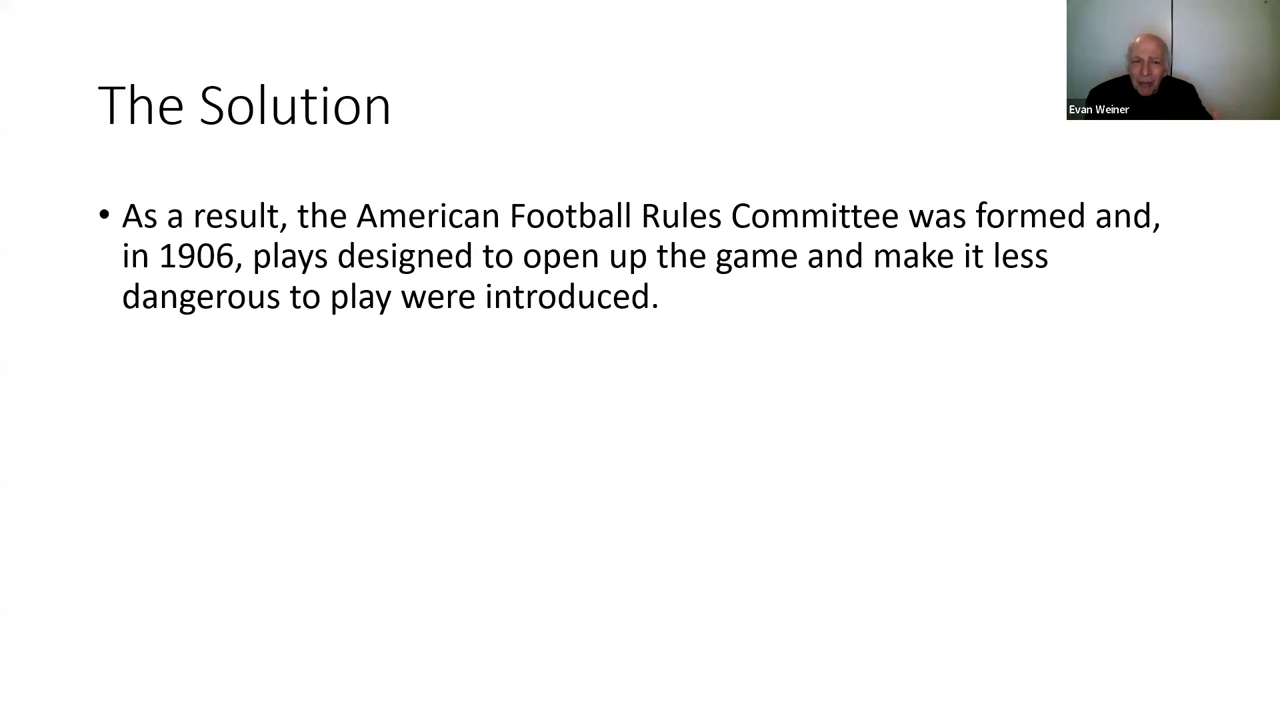 The Solution
Evan Weiner
• As a result, the American Football Rules Committee was formed and,
in 1906, plays designed to open up the game and make it less
dangerous to play were introduced.